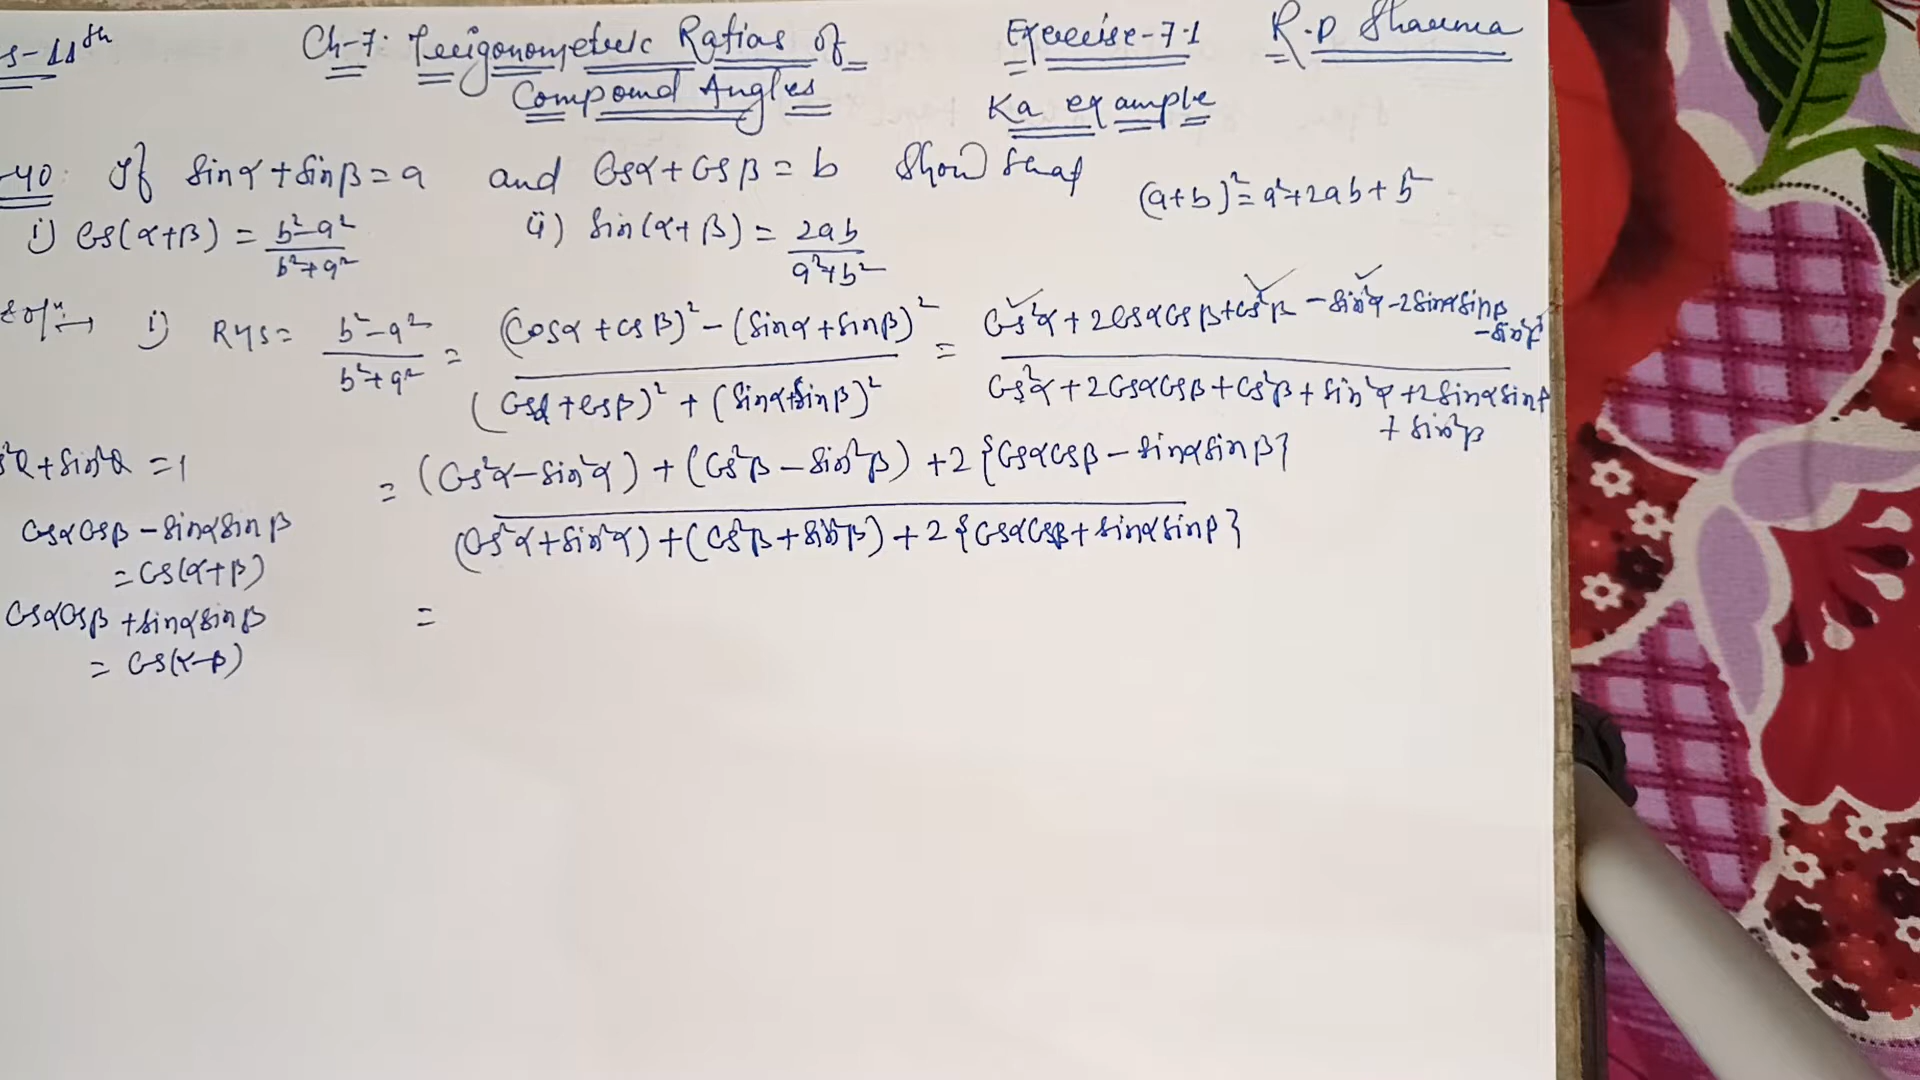 s-11th Ch-7: Trigonometric Ratios of Exercise-7.1 R.D Sharma
Compound Angles Ka example
-40. If Sinα+Sinβ=a and Cosα+Cosβ=b Show that (a+b)²=a²+2ab+b²
i) Cos(α+β) = b²-a²/b²+a² ii) Sin(α+β) = 2ab/a²+b²
Solⁿ→ i) RHS = b²-a²/b²+a² = (Cosα+Cosβ)²-(Sinα+Sinβ)²/(Cosα+Cosβ)²+(Sinα+Sinβ)² = Cos²α+2CosαCosβ+Cos²β-Sin²α-2SinαSinβ-Sin²β/Cos²α+2CosαCosβ+Cos²β+Sin²α+2SinαSinβ+Sin²β
s²θ+Sin²θ=1
= (Cos²α-Sin²α)+(Cos²β-Sin²β)+2{CosαCosβ-SinαSinβ}/(Cos²α+Sin²α)+(Cos²β+Sin²β)+2{CosαCosβ+SinαSinβ}
CosαCosβ-SinαSinβ
=Cos(α+β)
CosαCosβ+SinαSinβ =
= Cos(α-β)